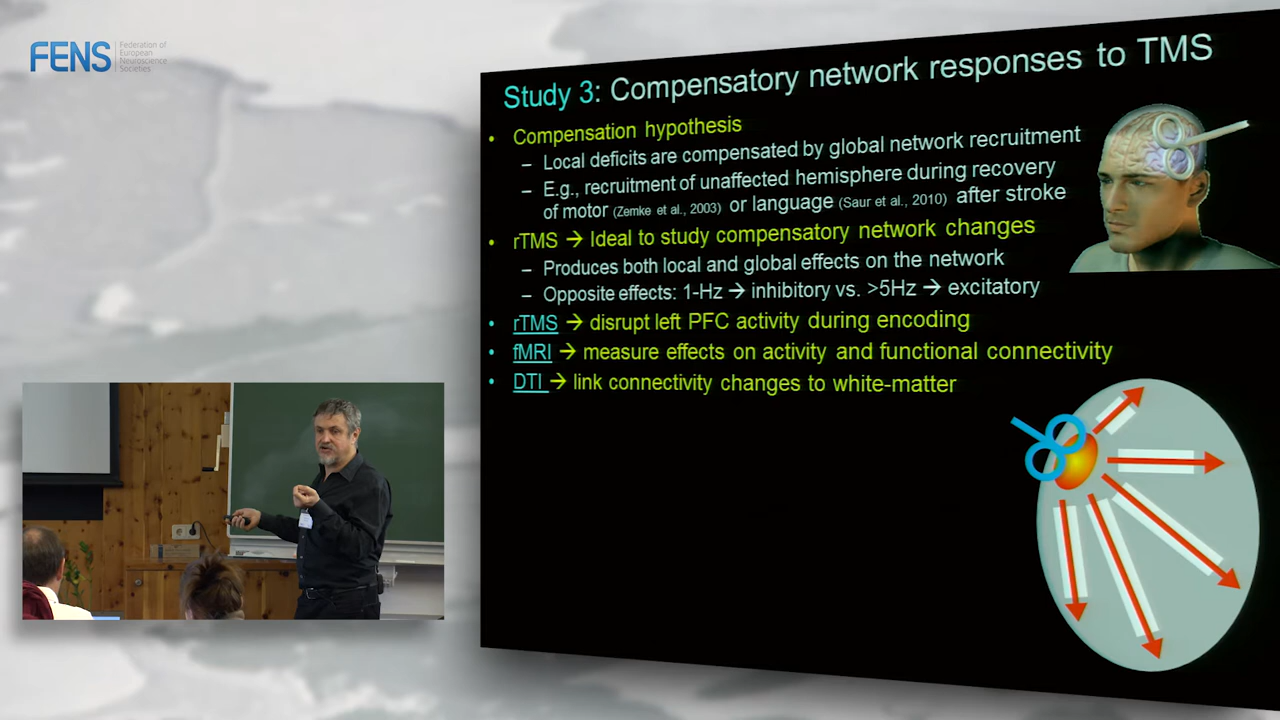 FENS
Federation of
European
Neuroscience
Societies
Study 3: Compensatory network responses to TMS
• Compensation hypothesis
– Local deficits are compensated by global network recruitment
– E.g., recruitment of unaffected hemisphere during recovery
of motor (Zemke et al., 2003) or language (Saur et al., 2010) after stroke
• rTMS → Ideal to study compensatory network changes
– Produces both local and global effects on the network
– Opposite effects: 1-Hz → inhibitory vs. >5Hz → excitatory
• rTMS → disrupt left PFC activity during encoding
• fMRI → measure effects on activity and functional connectivity
• DTI → link connectivity changes to white-matter